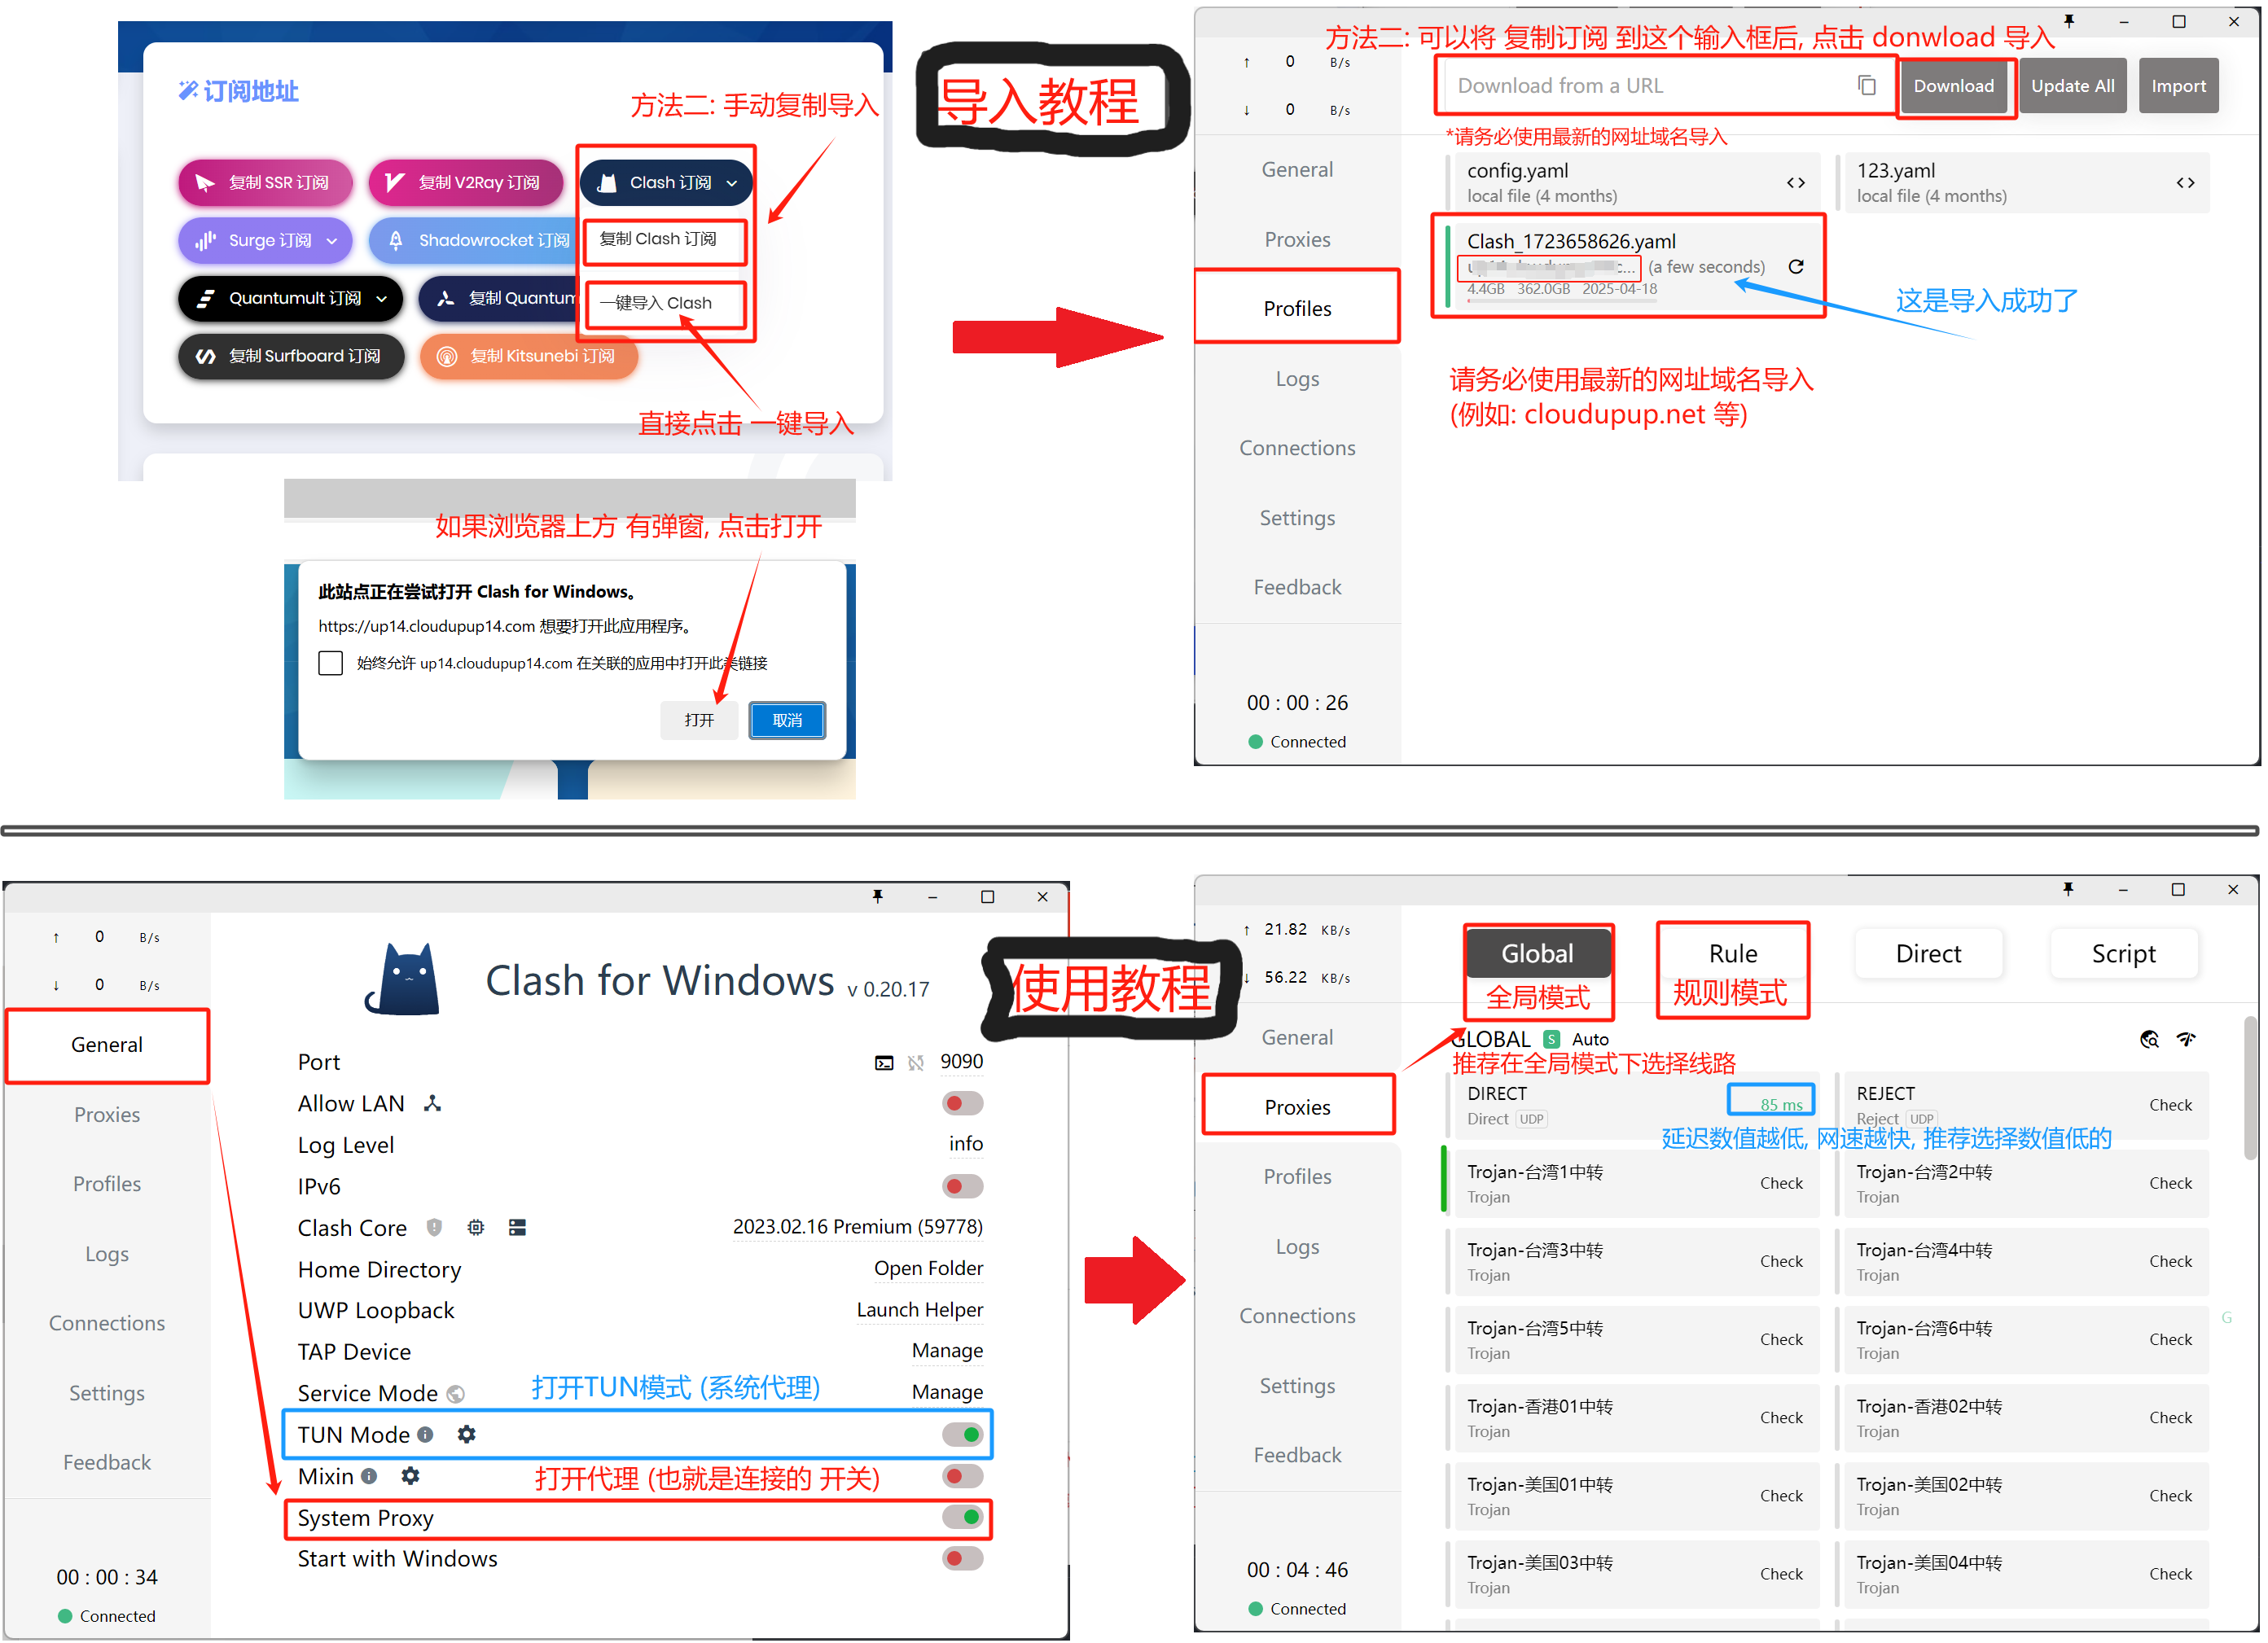 订阅地址
方法二: 手动复制导入
复制 SSR 订阅
复制 V2Ray 订阅
Clash 订阅
Surge 订阅
Shadowrocket 订阅
复制 Clash 订阅
Quantumult 订阅
复制 Quantum
一键导入 Clash
复制 Surfboard 订阅
复制 Kitsunebi 订阅
直接点击 一键导入
如果浏览器上方 有弹窗, 点击打开
此站点正在尝试打开 Clash for Windows。
https://up14.cloudupup14.com 想要打开此应用程序。
始终允许 up14.cloudupup14.com 在关联的应用中打开此类链接
打开
取消
导入教程
方法二: 可以将 复制订阅 到这个输入框后, 点击 donwload 导入
↑ 0 B/s
↓ 0 B/s
Download from a URL
Download
Update All
Import
*请务必使用最新的网址域名导入
General
Proxies
Profiles
Logs
Connections
Settings
Feedback
00 : 00 : 26
Connected
config.yaml
local file (4 months)
123.yaml
local file (4 months)
Clash_1723658626.yaml
(a few seconds)
4.4GB 362.0GB 2025-04-18
这是导入成功了
请务必使用最新的网址域名导入
(例如: cloudupup.net 等)
↑ 0 B/s
↓ 0 B/s
General
Proxies
Profiles
Logs
Connections
Settings
Feedback
00 : 00 : 34
Connected
Clash for Windows v 0.20.17
Port 9090
Allow LAN
Log Level info
IPv6
Clash Core 2023.02.16 Premium (59778)
Home Directory Open Folder
UWP Loopback Launch Helper
TAP Device Manage
Service Mode Manage
打开TUN模式 (系统代理)
TUN Mode
Mixin
打开代理 (也就是连接的 开关)
System Proxy
Start with Windows
使用教程
↑ 21.82 KB/s
↓ 56.22 KB/s
General
Proxies
Profiles
Logs
Connections
Settings
Feedback
00 : 04 : 46
Connected
Global
Rule
Direct
Script
全局模式
规则模式
GLOBAL S Auto
推荐在全局模式下选择线路
DIRECT
Direct UDP
85 ms
REJECT
Reject UDP
Check
延迟数值越低, 网速越快, 推荐选择数值低的
Trojan-台湾1中转
Trojan
Check
Trojan-台湾2中转
Trojan
Check
Trojan-台湾3中转
Trojan
Check
Trojan-台湾4中转
Trojan
Check
Trojan-台湾5中转
Trojan
Check
Trojan-台湾6中转
Trojan
Check
Trojan-香港01中转
Trojan
Check
Trojan-香港02中转
Trojan
Check
Trojan-美国01中转
Trojan
Check
Trojan-美国02中转
Trojan
Check
Trojan-美国03中转
Trojan
Check
Trojan-美国04中转
Trojan
Check
G